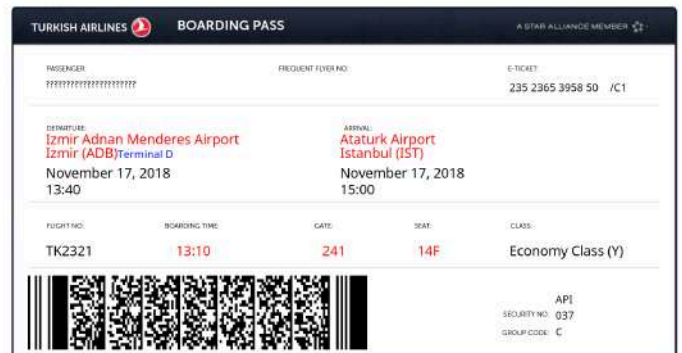 TURKISH AIRLINES BOARDING PASS A STAR ALLIANCE MEMBER
PASSENGER: FREQUENT FLYER NO: E-TICKET:
????????????????????? 235 2365 3958 50 /C1
DEPARTURE: ARRIVAL:
Izmir Adnan Menderes Airport Ataturk Airport
Izmir (ADB)Terminal D Istanbul (IST)
November 17, 2018 November 17, 2018
13:40 15:00
FLIGHT NO: BOARDING TIME: GATE: SEAT: CLASS:
TK2321 13:10 241 14F Economy Class (Y)
API
SECURITY NO: 037
GROUP CODE: C